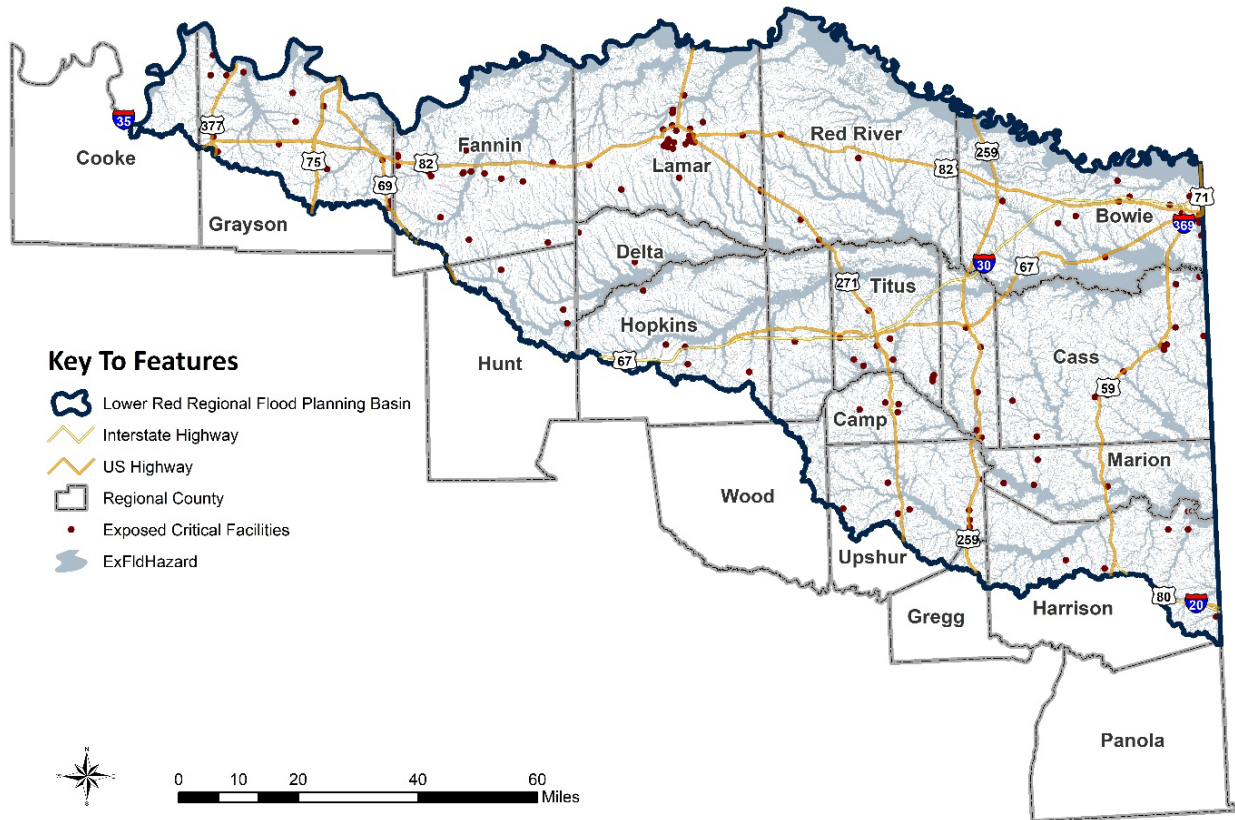 35
Cooke
377
75
Grayson
69
82
Fannin
Lamar
Red River
82
259
71
Bowie
369
30
67
Delta
271
Titus
Hopkins
67
Hunt
Cass
59
Camp
Marion
Wood
259
Upshur
80
20
Harrison
Gregg
Panola
Key To Features
Lower Red Regional Flood Planning Basin
Interstate Highway
US Highway
Regional County
Exposed Critical Facilities
ExFldHazard
N
0 10 20 40 60
Miles